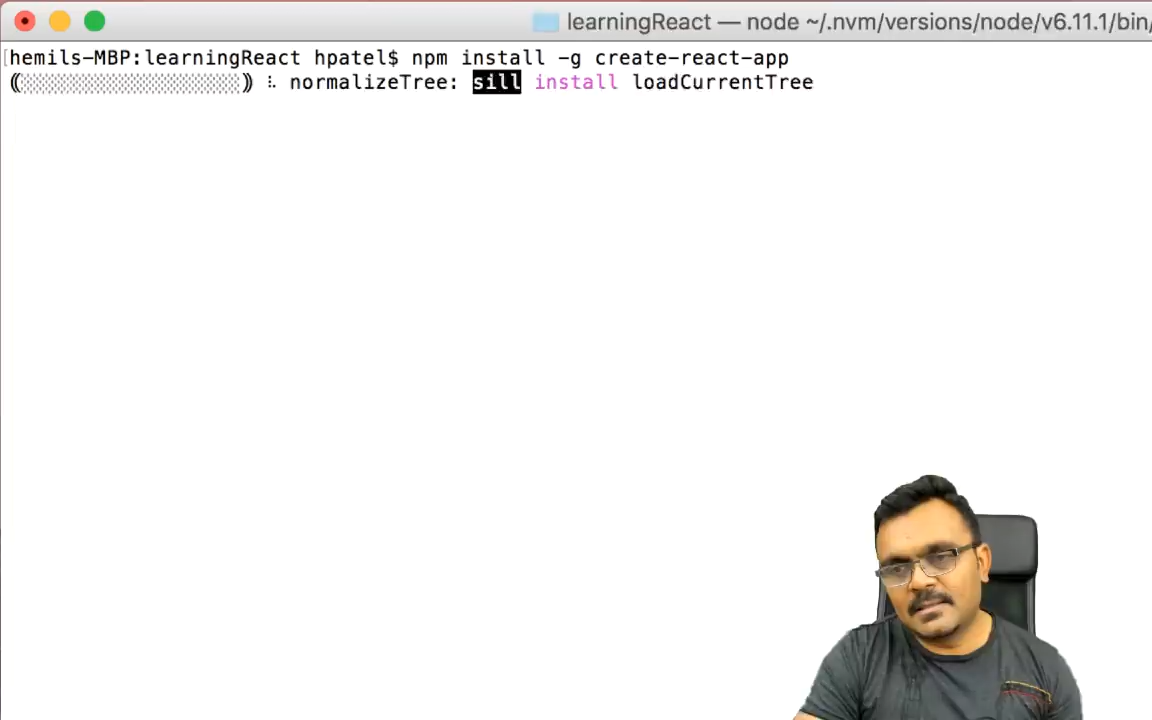 learningReact — node ~/.nvm/versions/node/v6.11.1/bin/
hemils-MBP:learningReact hpatel$ npm install -g create-react-app
⸨░░░░░░░░░░░░░░░░░░⸩ ⠧ normalizeTree: sill install loadCurrentTree